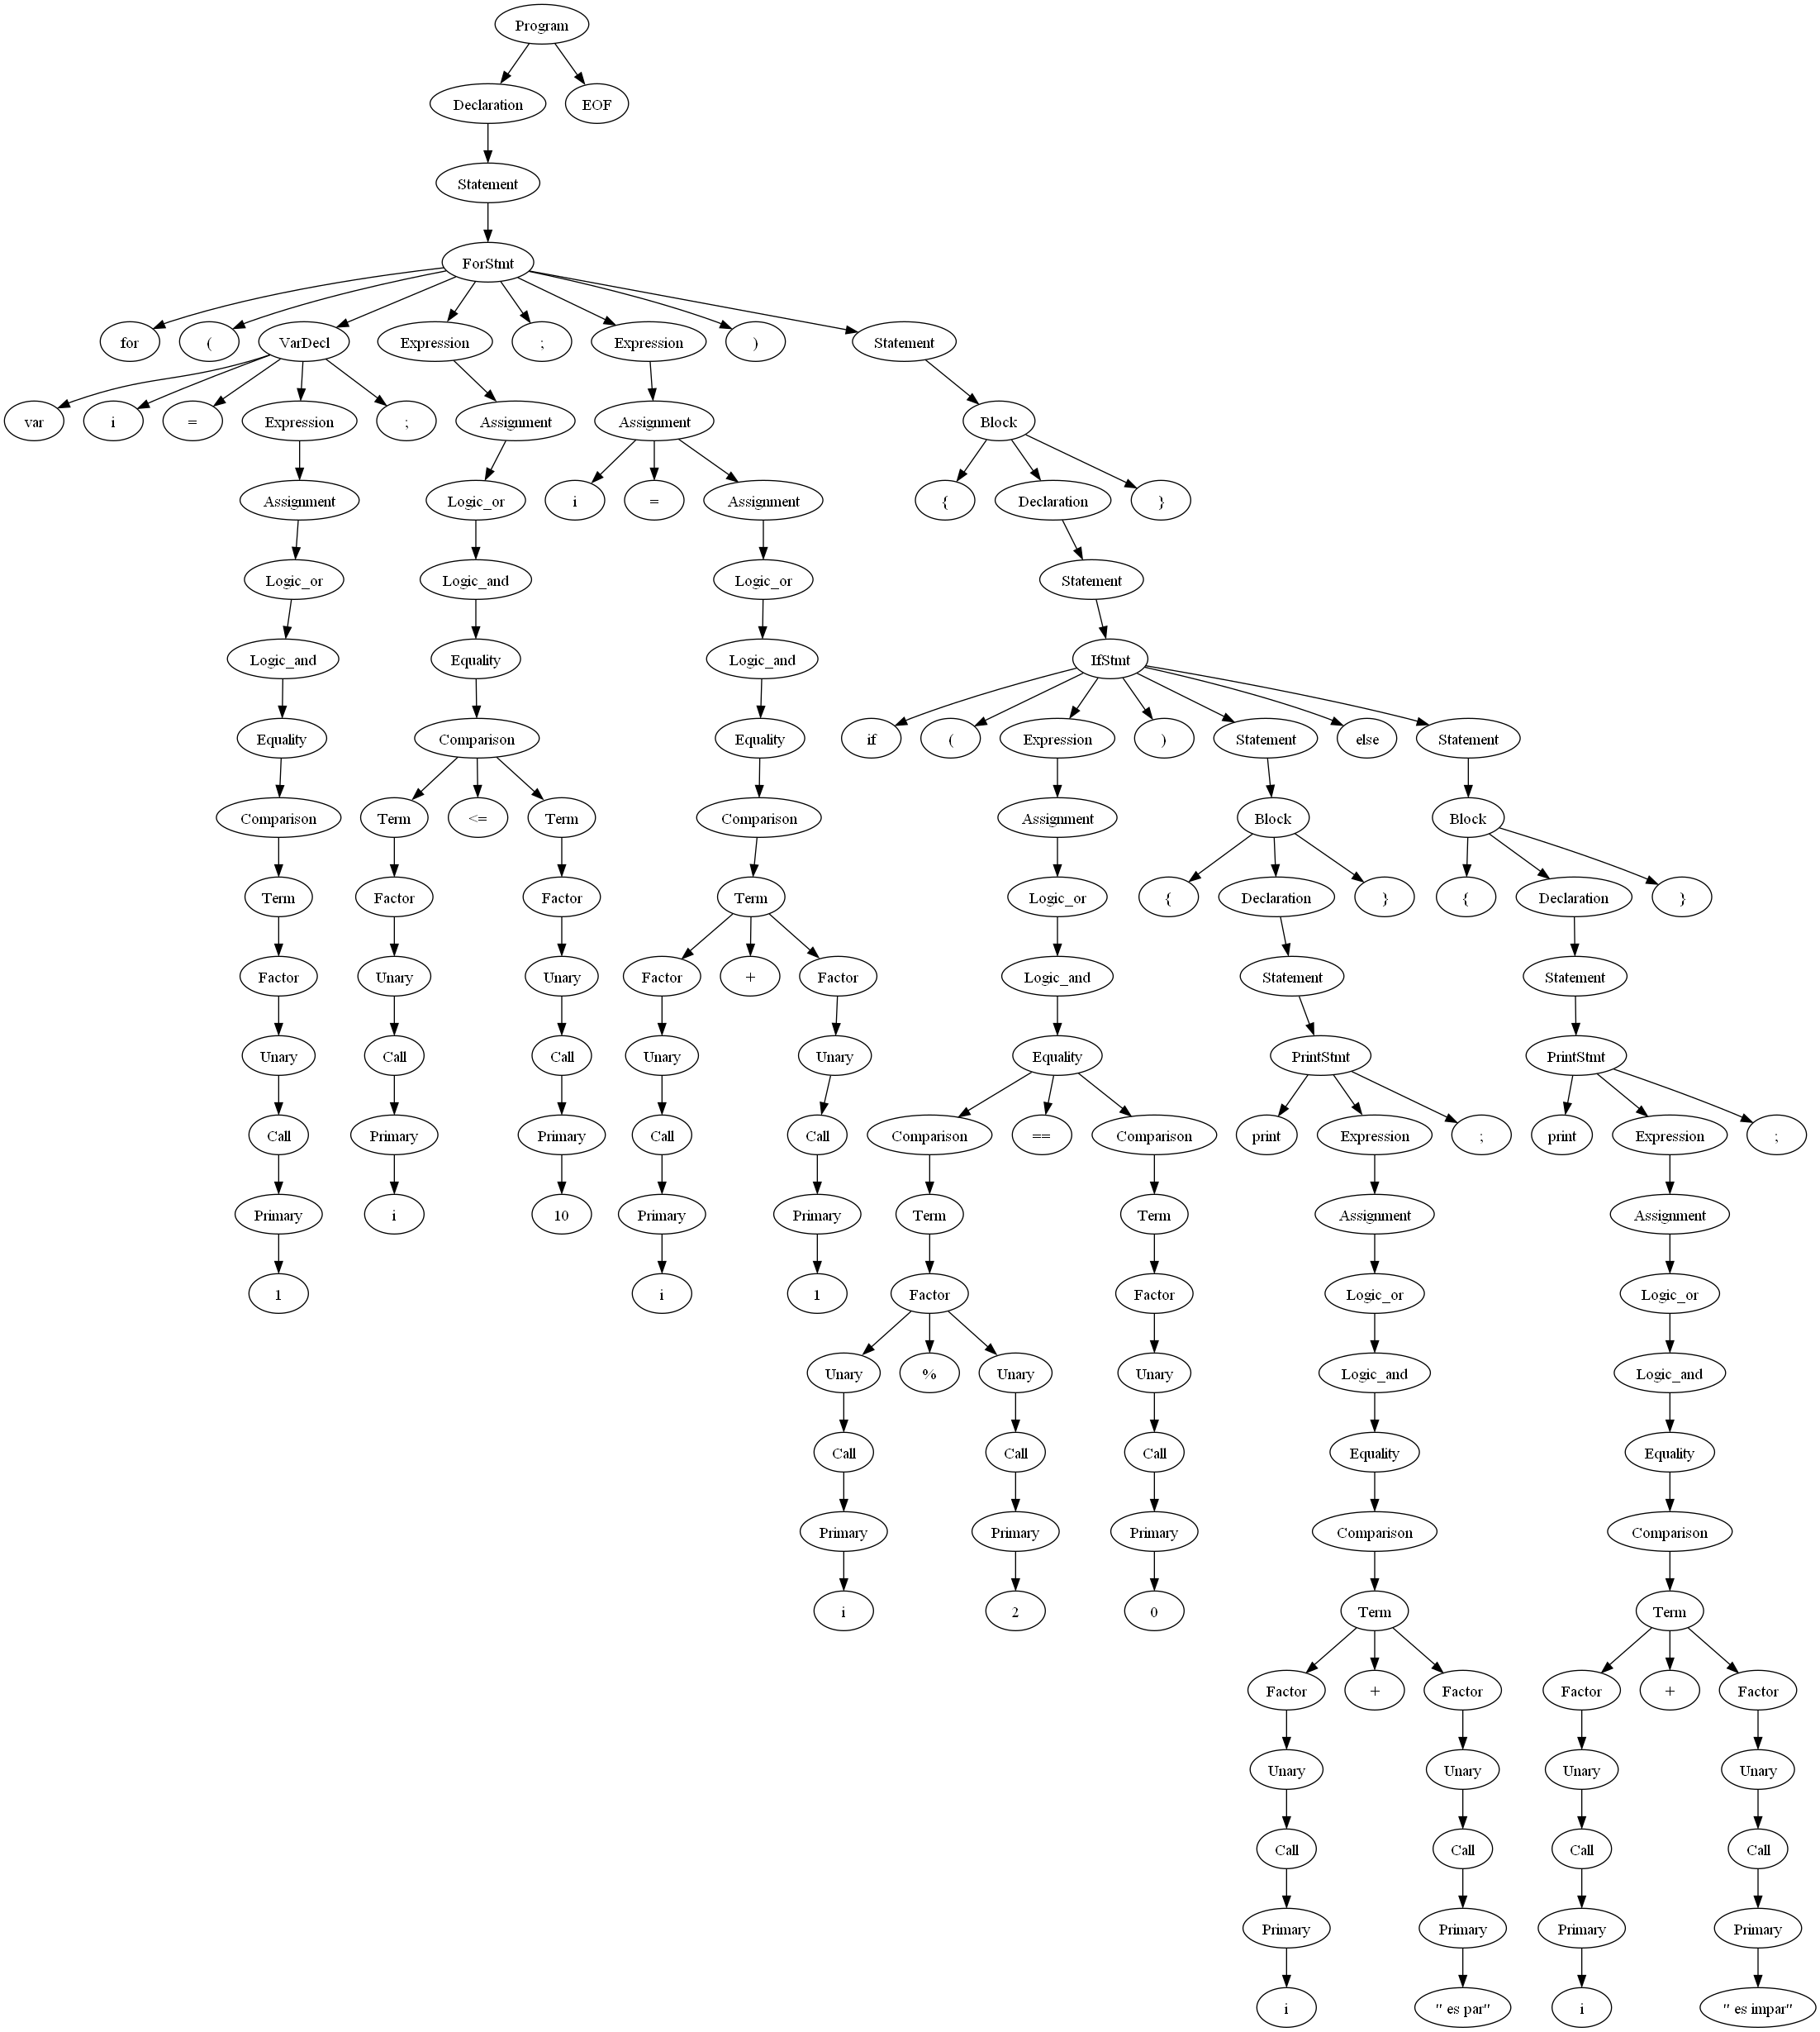 Program
Declaration EOF
Statement
ForStmt
for ( VarDecl Expression ; Expression ) Statement
var i = Expression ; Assignment Assignment Block
Assignment Logic_or i = Assignment { Declaration }
Logic_or Logic_and Logic_or Statement
Logic_and Equality Logic_and IfStmt
Equality Comparison Equality if ( Expression ) Statement else Statement
Comparison Term <= Term Comparison Assignment Block Block
Term Factor Factor Term Logic_or { Declaration } { Declaration }
Factor Unary Unary Factor + Factor Logic_and Statement Statement
Unary Call Call Unary Unary Equality PrintStmt PrintStmt
Call Primary Primary Call Call Comparison == Comparison print Expression ; print Expression ;
Primary i 10 Primary Primary Term Term Assignment Assignment
1 i 1 Factor Factor Logic_or Logic_or
Unary % Unary Unary Logic_and Logic_and
Call Call Call Equality Equality
Primary Primary Primary Comparison Comparison
i 2 0 Term Term
Factor + Factor Factor + Factor
Unary Unary Unary Unary
Call Call Call Call
Primary Primary Primary Primary
i " es par" i " es impar"